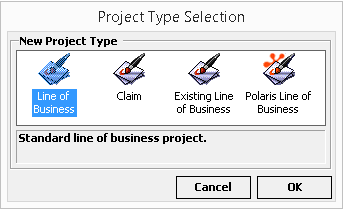 Project Type Selection
New Project Type
Line of
Business
Claim
Existing Line
of Business
Polaris Line of
Business
Standard line of business project.
Cancel
OK